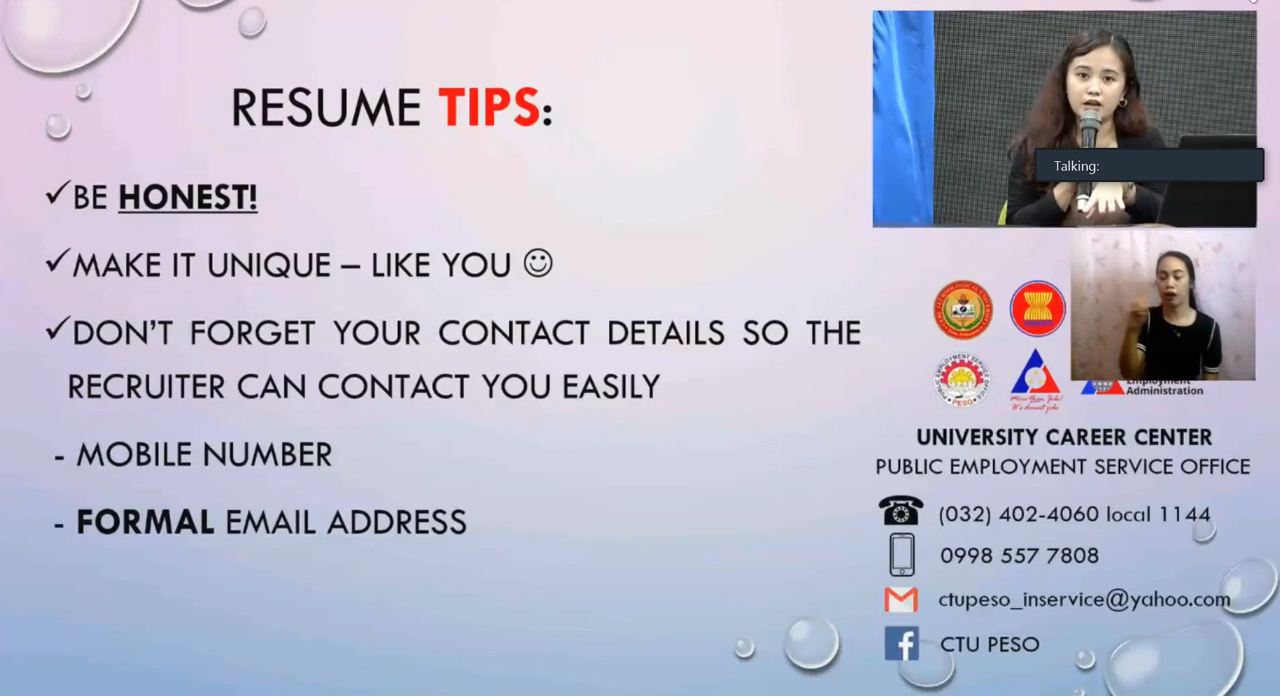 RESUME TIPS:
✓BE HONEST!
✓MAKE IT UNIQUE – LIKE YOU ☺
✓DON'T FORGET YOUR CONTACT DETAILS SO THE
RECRUITER CAN CONTACT YOU EASILY
- MOBILE NUMBER
- FORMAL EMAIL ADDRESS
Talking:
PESO
Employment
Administration
UNIVERSITY CAREER CENTER
PUBLIC EMPLOYMENT SERVICE OFFICE
(032) 402-4060 local 1144
0998 557 7808
ctupeso_inservice@yahoo.com
CTU PESO